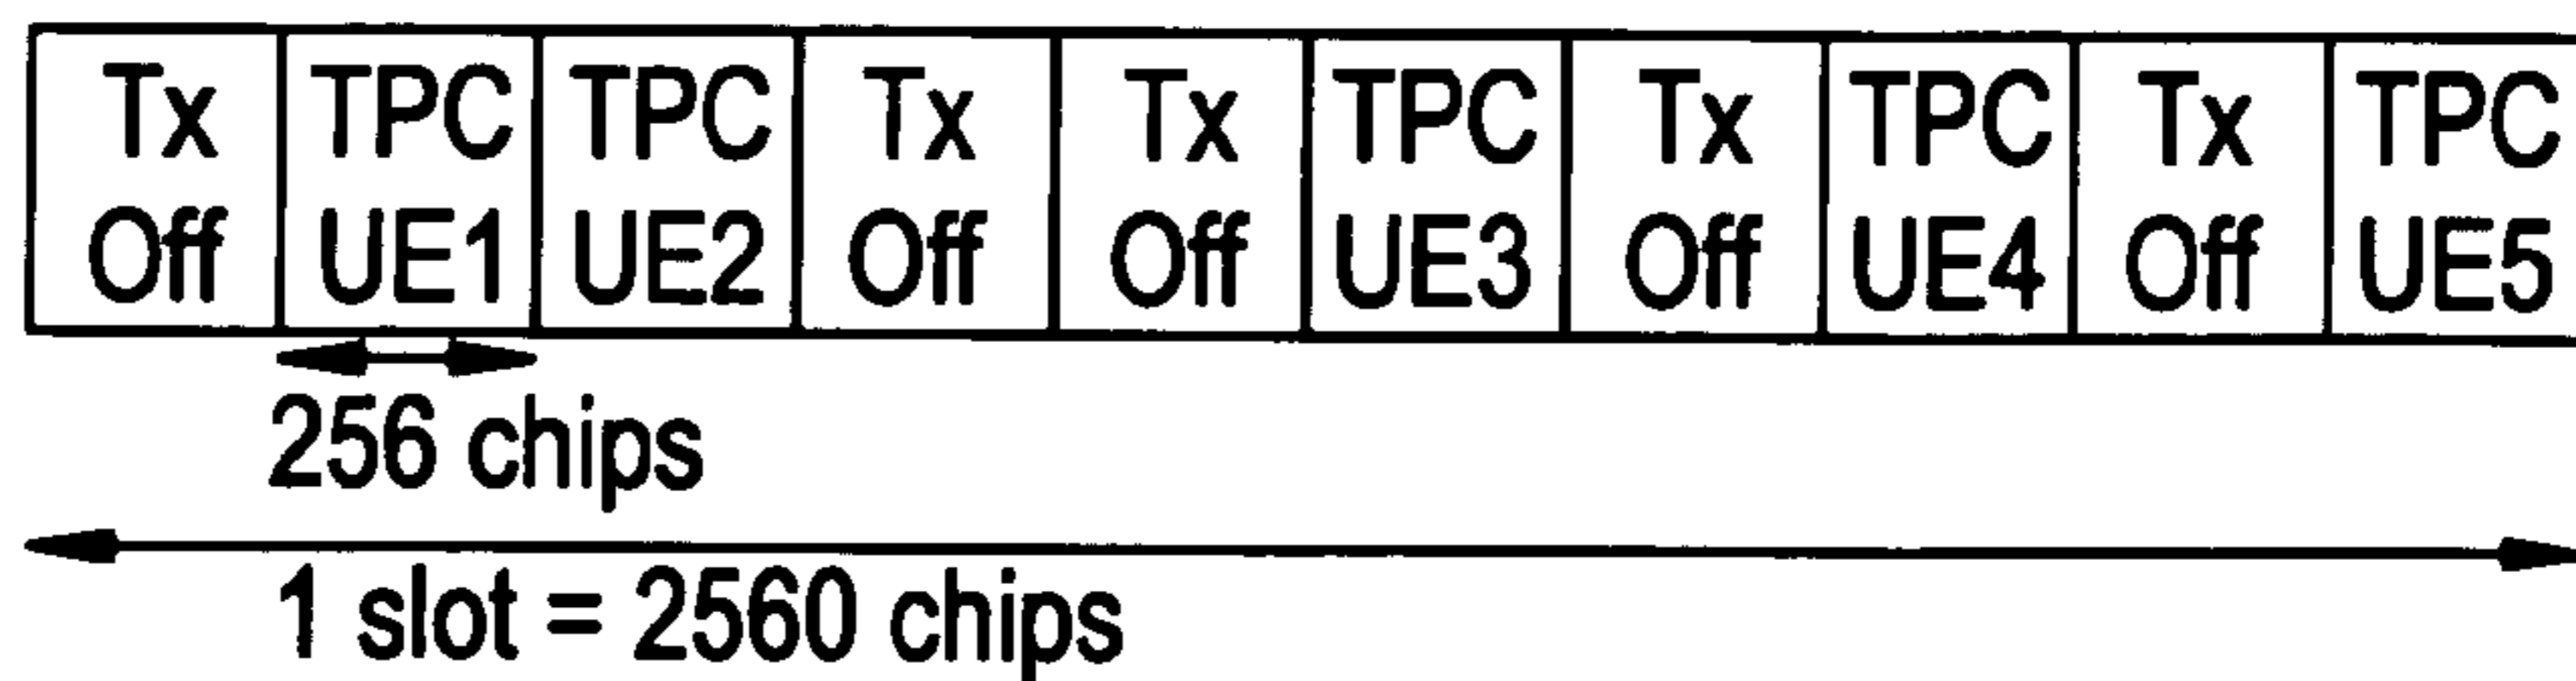 Tx TPC TPC Tx Tx TPC Tx TPC Tx TPC
Off UE1 UE2 Off Off UE3 Off UE4 Off UE5
256 chips
1 slot = 2560 chips